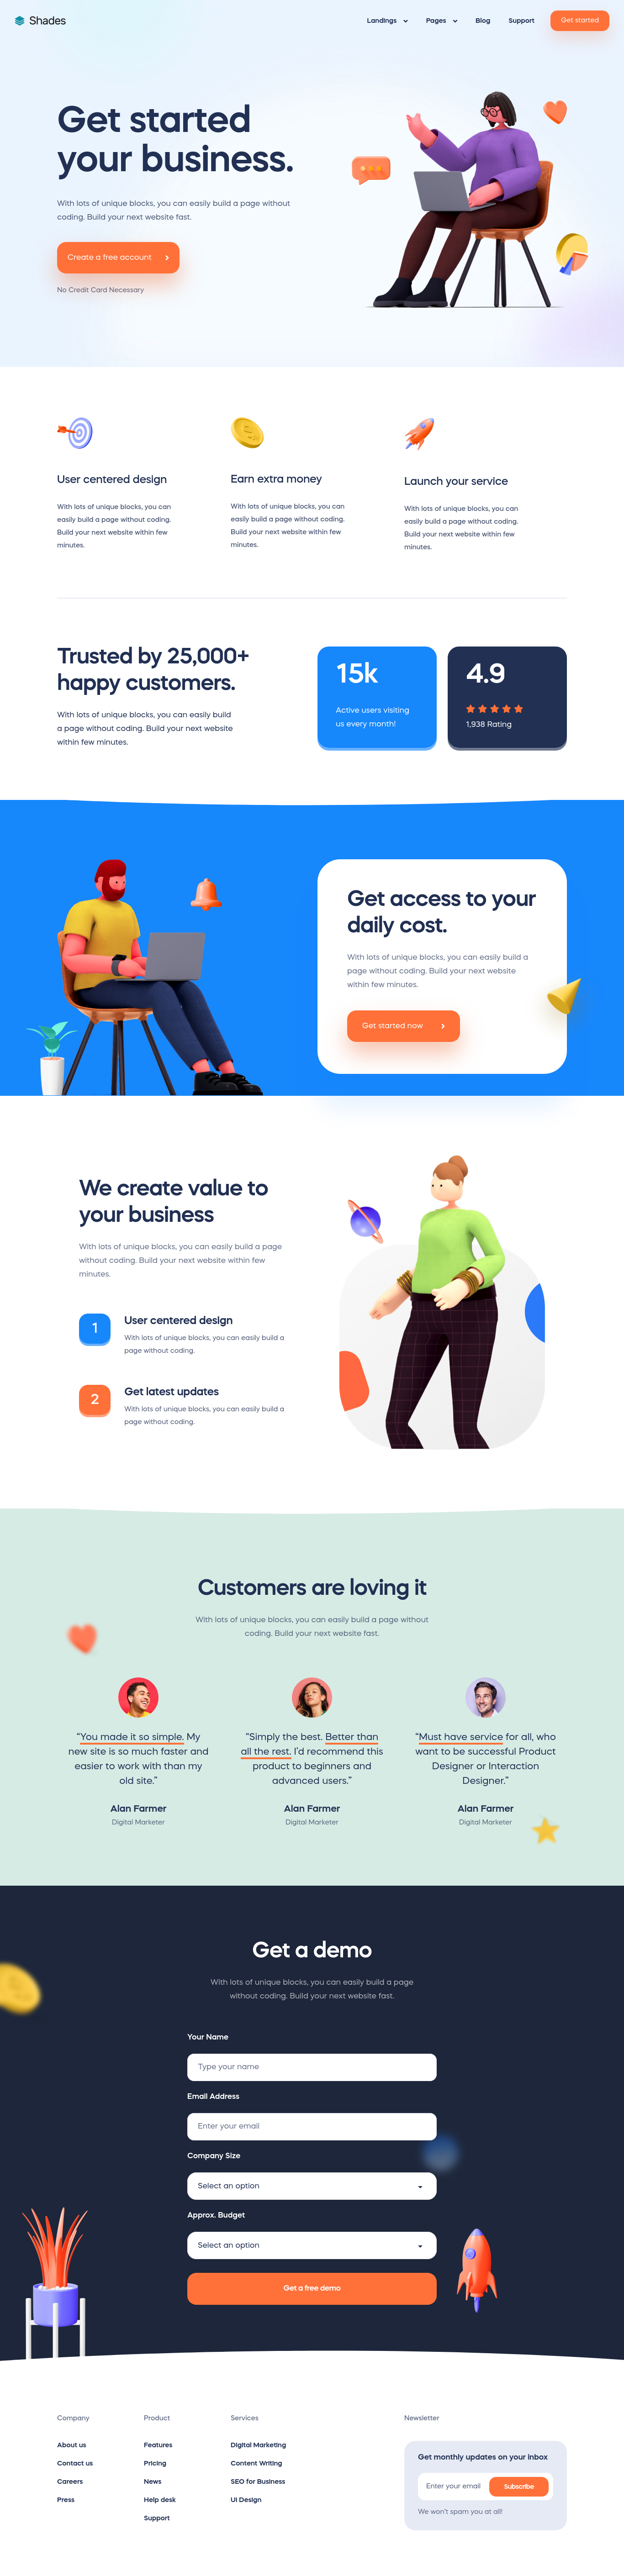 Shades
Landings
Pages
Blog
Support
Get started
Get started
your business.
With lots of unique blocks, you can easily build a page without
coding. Build your next website fast.
Create a free account
No Credit Card Necessary
User centered design
With lots of unique blocks, you can
easily build a page without coding.
Build your next website within few
minutes.
Earn extra money
With lots of unique blocks, you can
easily build a page without coding.
Build your next website within few
minutes.
Launch your service
With lots of unique blocks, you can
easily build a page without coding.
Build your next website within few
minutes.
Trusted by 25,000+
happy customers.
With lots of unique blocks, you can easily build
a page without coding. Build your next website
within few minutes.
15k
Active users visiting
us every month!
4.9
1,938 Rating
Get access to your
daily cost.
With lots of unique blocks, you can easily build a
page without coding. Build your next website
within few minutes.
Get started now
We create value to
your business
With lots of unique blocks, you can easily build a page
without coding. Build your next website within few
minutes.
1
User centered design
With lots of unique blocks, you can easily build a
page without coding.
2
Get latest updates
With lots of unique blocks, you can easily build a
page without coding.
Customers are loving it
With lots of unique blocks, you can easily build a page without
coding. Build your next website fast.
“You made it so simple. My
new site is so much faster and
easier to work with than my
old site.”
Alan Farmer
Digital Marketer
“Simply the best. Better than
all the rest. I’d recommend this
product to beginners and
advanced users.”
Alan Farmer
Digital Marketer
“Must have service for all, who
want to be successful Product
Designer or Interaction
Designer.”
Alan Farmer
Digital Marketer
Get a demo
With lots of unique blocks, you can easily build a page
without coding. Build your next website fast.
Your Name
Type your name
Email Address
Enter your email
Company Size
Select an option
Approx. Budget
Select an option
Get a free demo
Company
About us
Contact us
Careers
Press
Product
Features
Pricing
News
Help desk
Support
Services
Digital Marketing
Content Writing
SEO for Business
UI Design
Newsletter
Get monthly updates on your inbox
Enter your email
Subscribe
We won’t spam you at all!